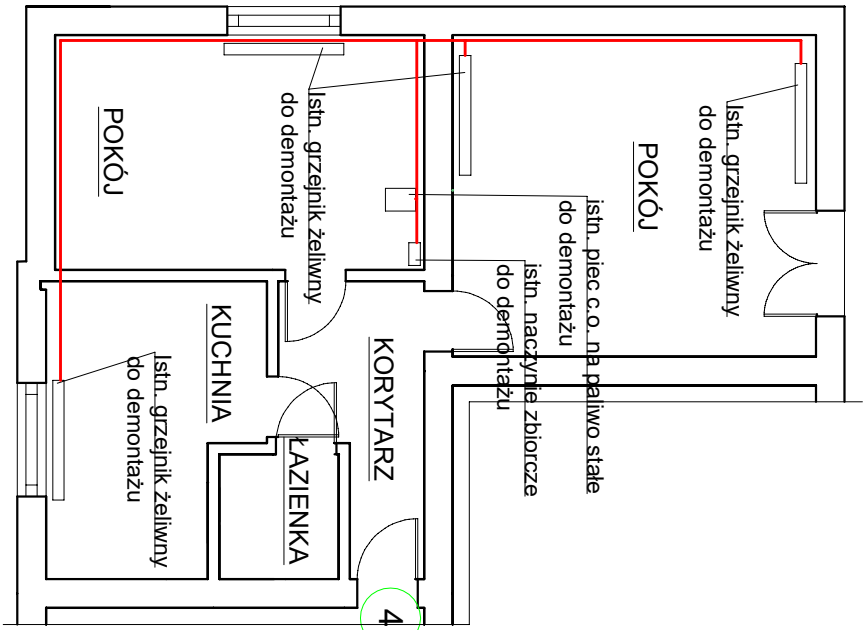 POKÓJ
Istn. grzejnik żeliwny
do demontażu
POKÓJ
Istn. grzejnik żeliwny
do demontażu
istn. piec c.o. na paliwo stałe
do demontażu
istn. naczynie zbiorcze
do demontażu
KORYTARZ
KUCHNIA
Istn. grzejnik żeliwny
do demontażu
ŁAZIENKA
4